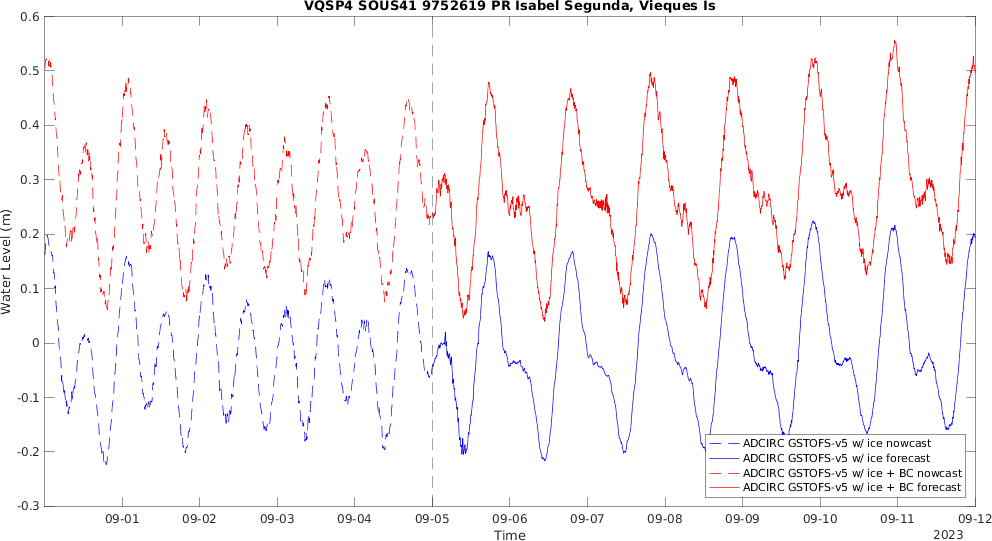 VQSP4 SOUS41 9752619 PR Isabel Segunda, Vieques Is
0.6
0.5
0.4
0.3
0.2
0.1
0
-0.1
-0.2
-0.3
Water Level (m)
ADCIRC GSTOFS-v5 w/ ice nowcast
ADCIRC GSTOFS-v5 w/ ice forecast
ADCIRC GSTOFS-v5 w/ ice + BC nowcast
ADCIRC GSTOFS-v5 w/ ice + BC forecast
09-01 09-02 09-03 09-04 09-05 09-06 09-07 09-08 09-09 09-10 09-11 09-12
Time
2023